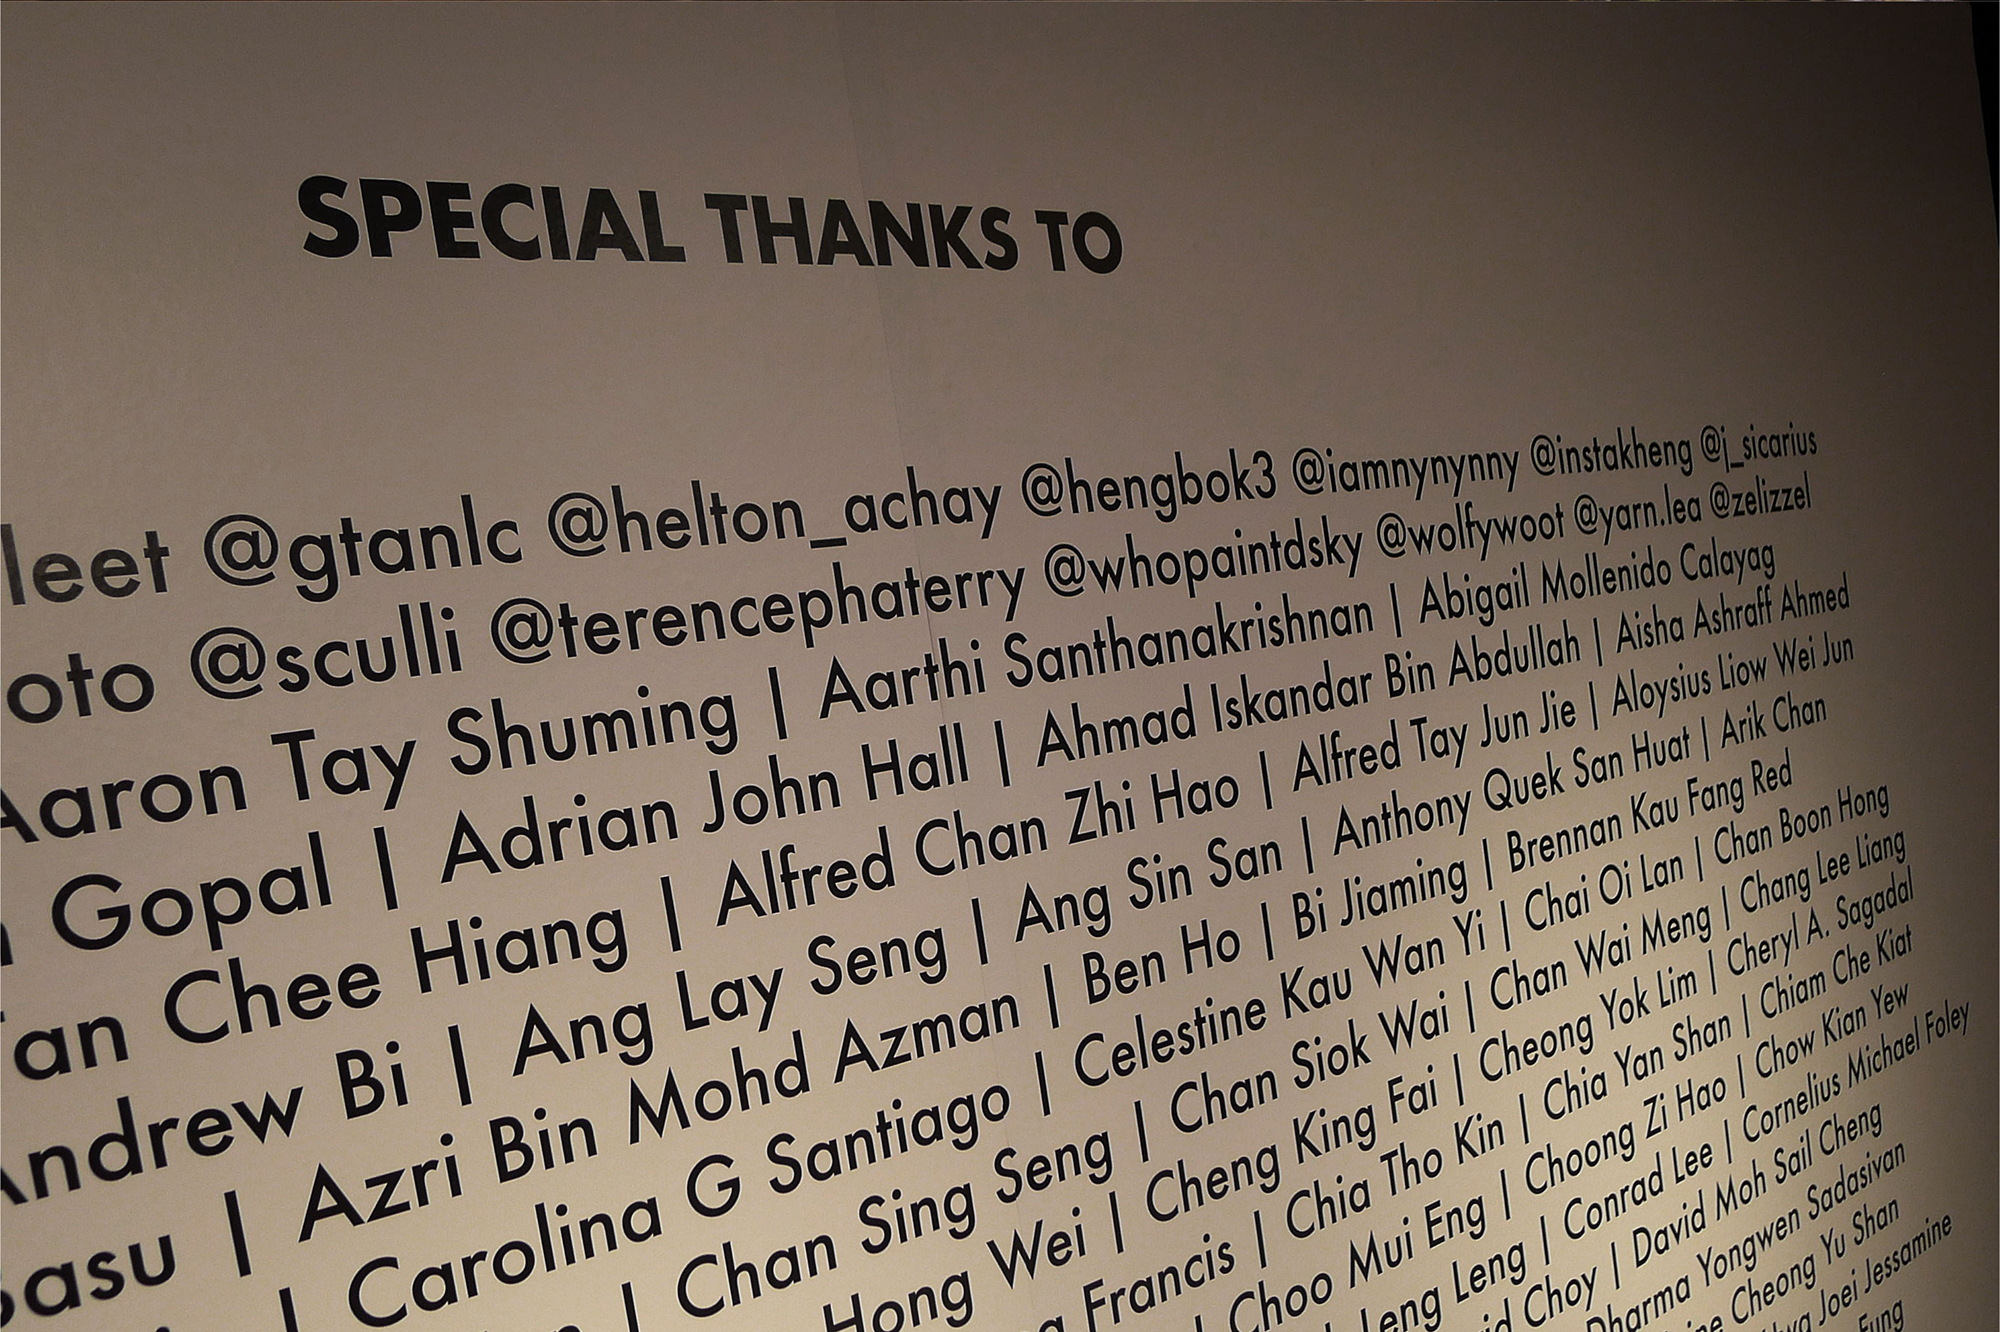 SPECIAL THANKS TO
leet @gtanlc @helton_achay @hengbok3 @iamnynynny @instakheng @j_sicarius
oto @sculli @terencephaterry @whopaintdsky @wolfywoot @yarn.lea @zelizzel
Aaron Tay Shuming | Aarthi Santhanakrishnan | Abigail Mollenido Calayag
Gopal | Adrian John Hall | Ahmad Iskandar Bin Abdullah | Aisha Ashraff Ahmed
Tan Chee Hiang | Alfred Chan Zhi Hao | Alfred Tay Jun Jie | Aloysius Liow Wei Jun
Andrew Bi | Ang Lay Seng | Ang Sin San | Anthony Quek San Huat | Arik Chan
Basu | Azri Bin Mohd Azman | Ben Ho | Bi Jiaming | Brennan Kau Fang Red
| Carolina G Santiago | Celestine Kau Wan Yi | Chai Oi Lan | Chan Boon Hong
| Chan Sing Seng | Chan Siok Wai | Chan Wai Meng | Chang Lee Liang
Hong Wei | Cheng King Fai | Cheong Yok Lim | Cheryl A. Sagadal
Francis | Chia Tho Kin | Chia Yan Shan | Chiam Che Kiat
| Choo Mui Eng | Choong Zi Hao | Chow Kian Yew
Leng Leng | Conrad Lee | Cornelius Michael Foley
id Choy | David Moh Sail Cheng
Dharma Yongwen Sadasivan
ne Cheong Yu Shan
Joei Jessamine
Fung